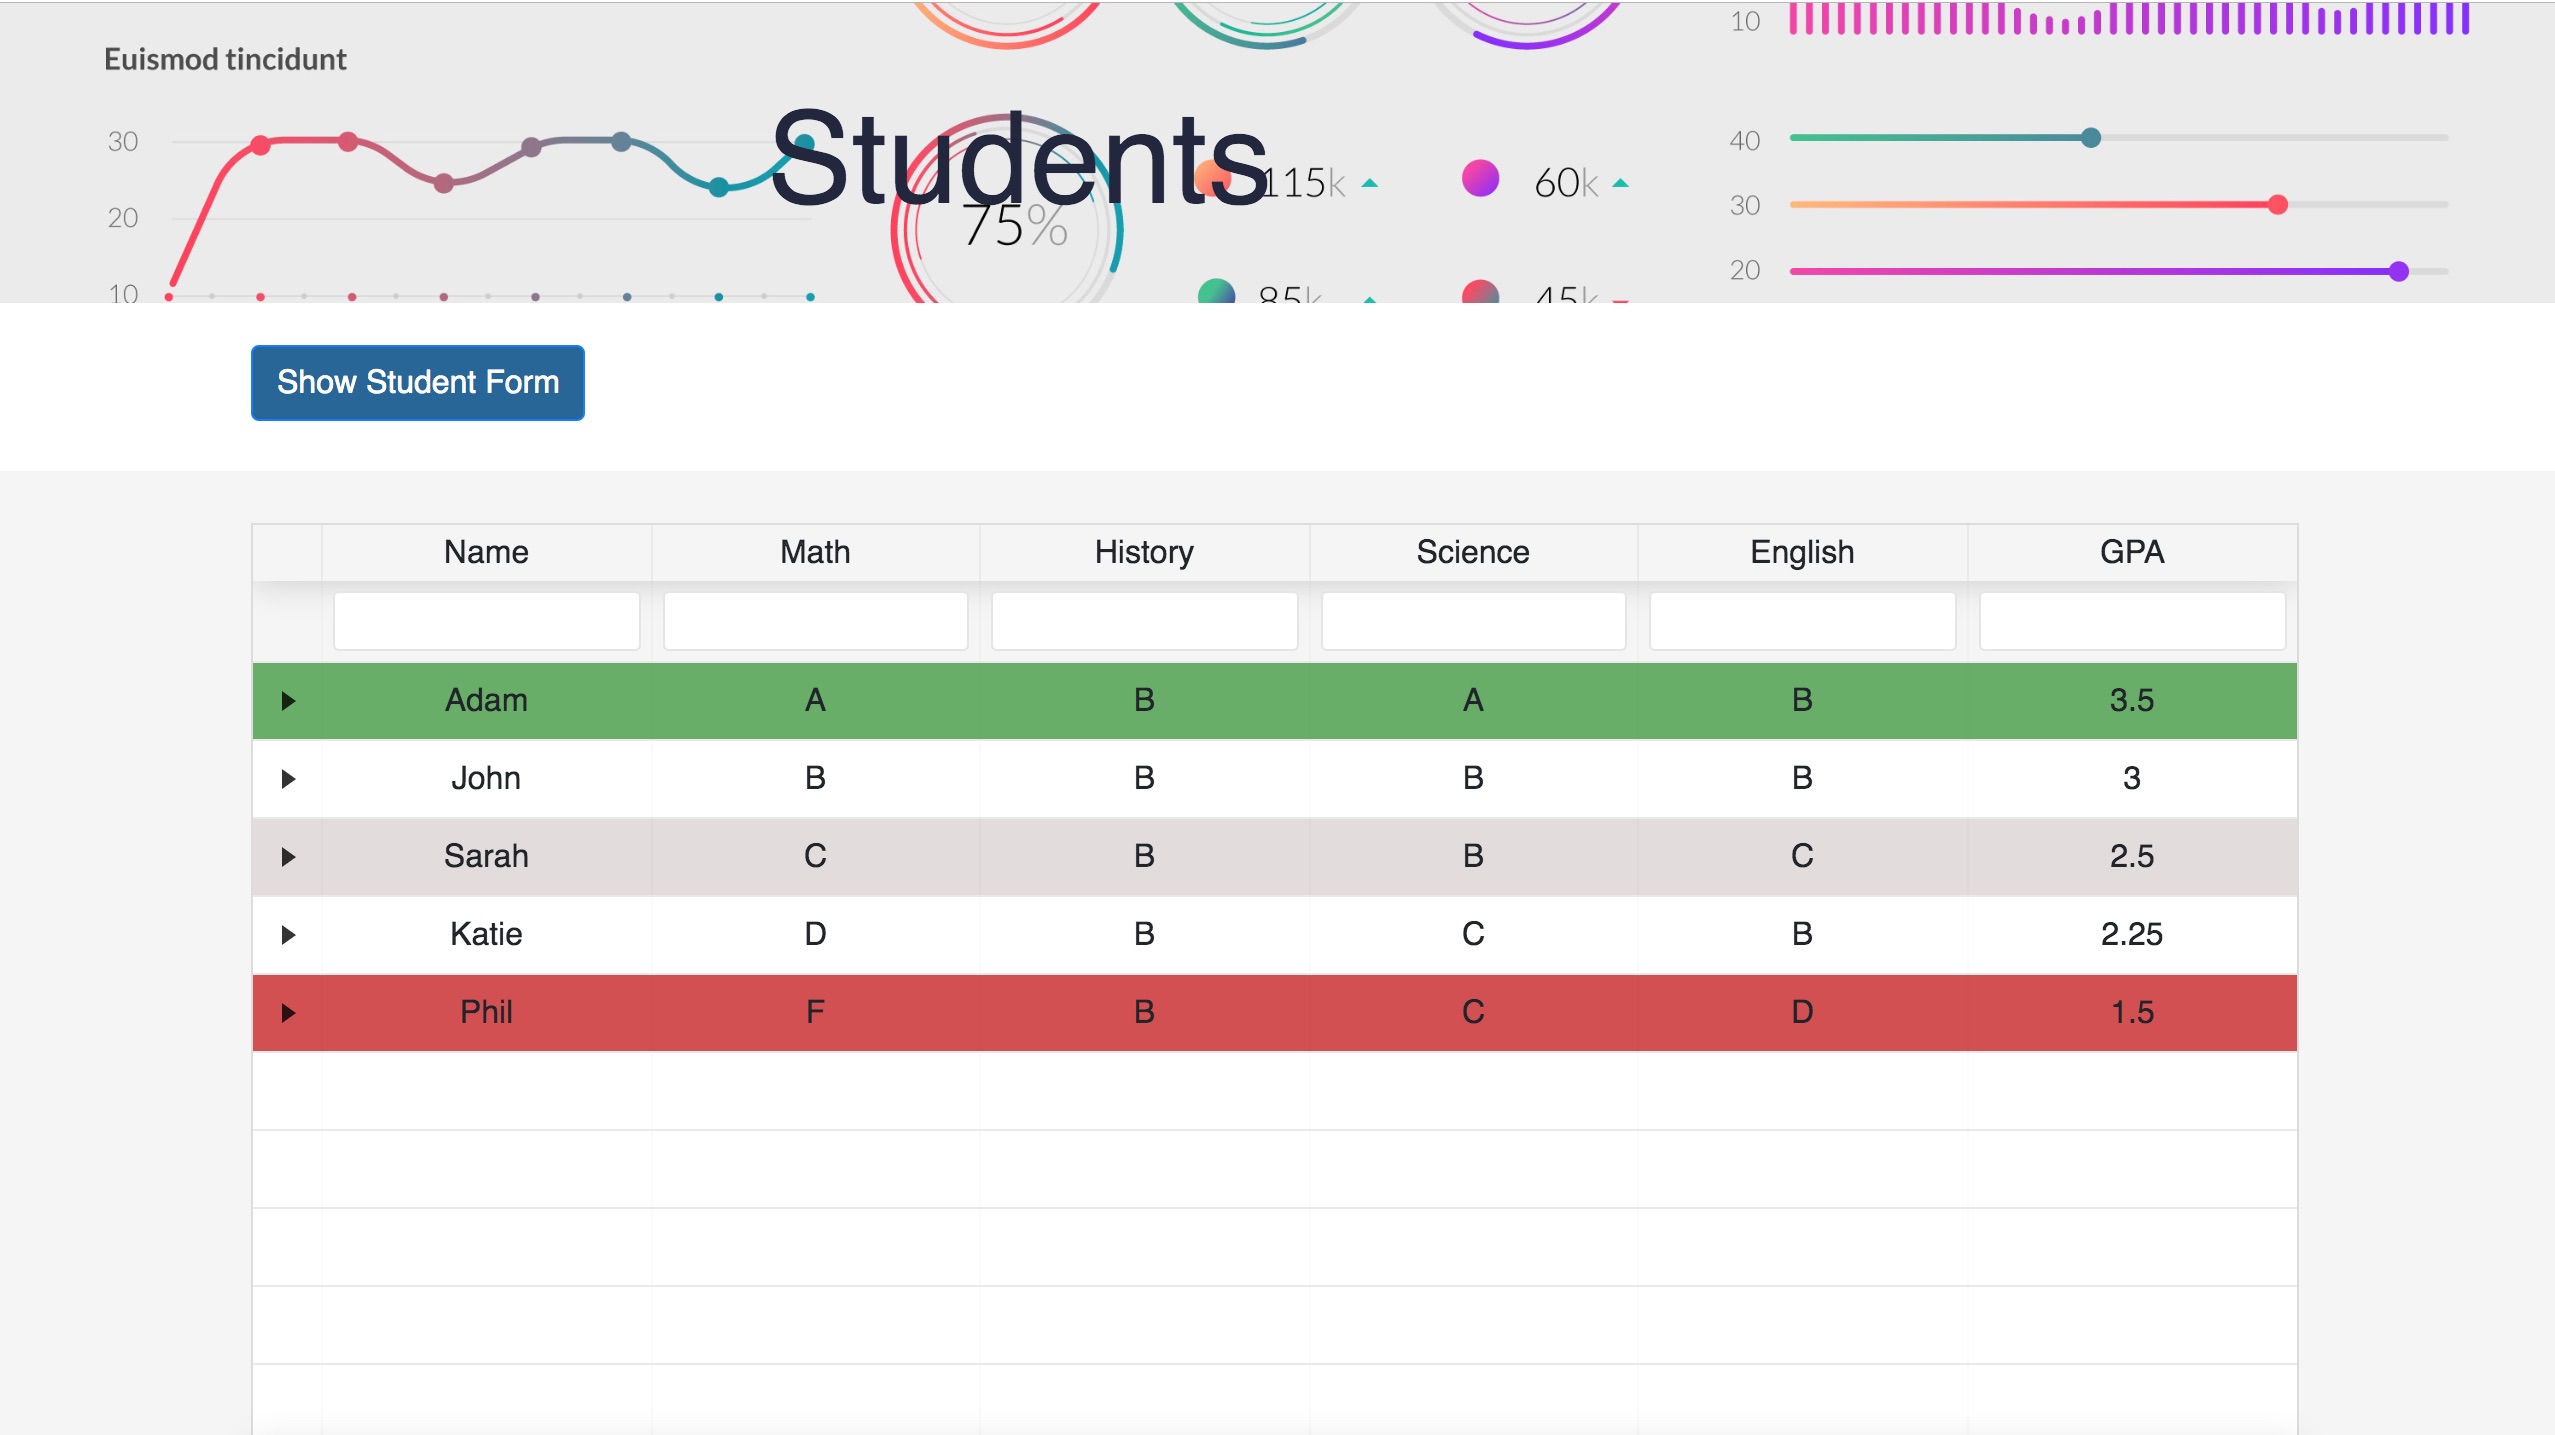 10
Euismod tincidunt
30
20
10
Students
75%
115k
60k
85k
45k
40
30
20
Show Student Form
Name Math History Science English GPA
Adam A B A B 3.5
John B B B B 3
Sarah C B B C 2.5
Katie D B C B 2.25
Phil F B C D 1.5